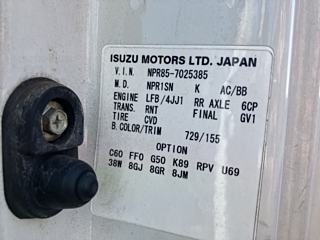 ISUZU MOTORS LTD. JAPAN
V.I.N. NPR85-7025385
M.D. NPR1SN K AC/BB
ENGINE LFB/4JJ1 RR AXLE 6CP
TRANS. RNT FINAL GV1
TIRE CVD
B.COLOR/TRIM 729/155
OPTION
C60 FF0 G50 K89 RPV U69
38W 8GJ 8GR 8JM